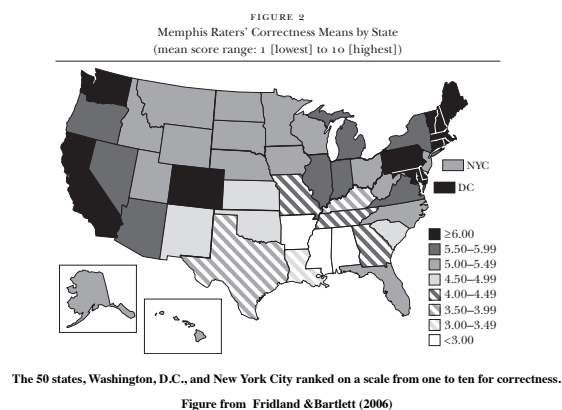 FIGURE 2
Memphis Raters' Correctness Means by State
(mean score range: 1 [lowest] to 10 [highest])
NYC
DC
≥6.00
5.50–5.99
5.00–5.49
4.50–4.99
4.00–4.49
3.50–3.99
3.00–3.49
<3.00
The 50 states, Washington, D.C., and New York City ranked on a scale from one to ten for correctness.
Figure from Fridland &Bartlett (2006)